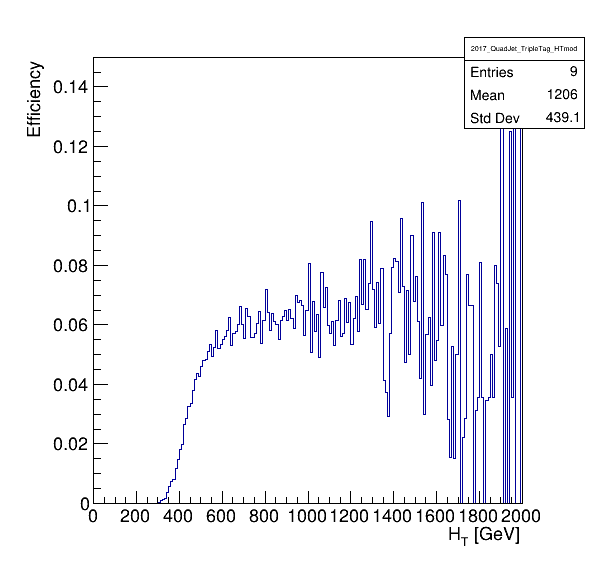 2017_QuadJet_TripleTag_HTmod
Entries 9
Mean 1206
Std Dev 439.1
Efficiency
0.14
0.12
0.1
0.08
0.06
0.04
0.02
0
0 200 400 600 800 1000 1200 1400 1600 1800 2000
H_T [GeV]